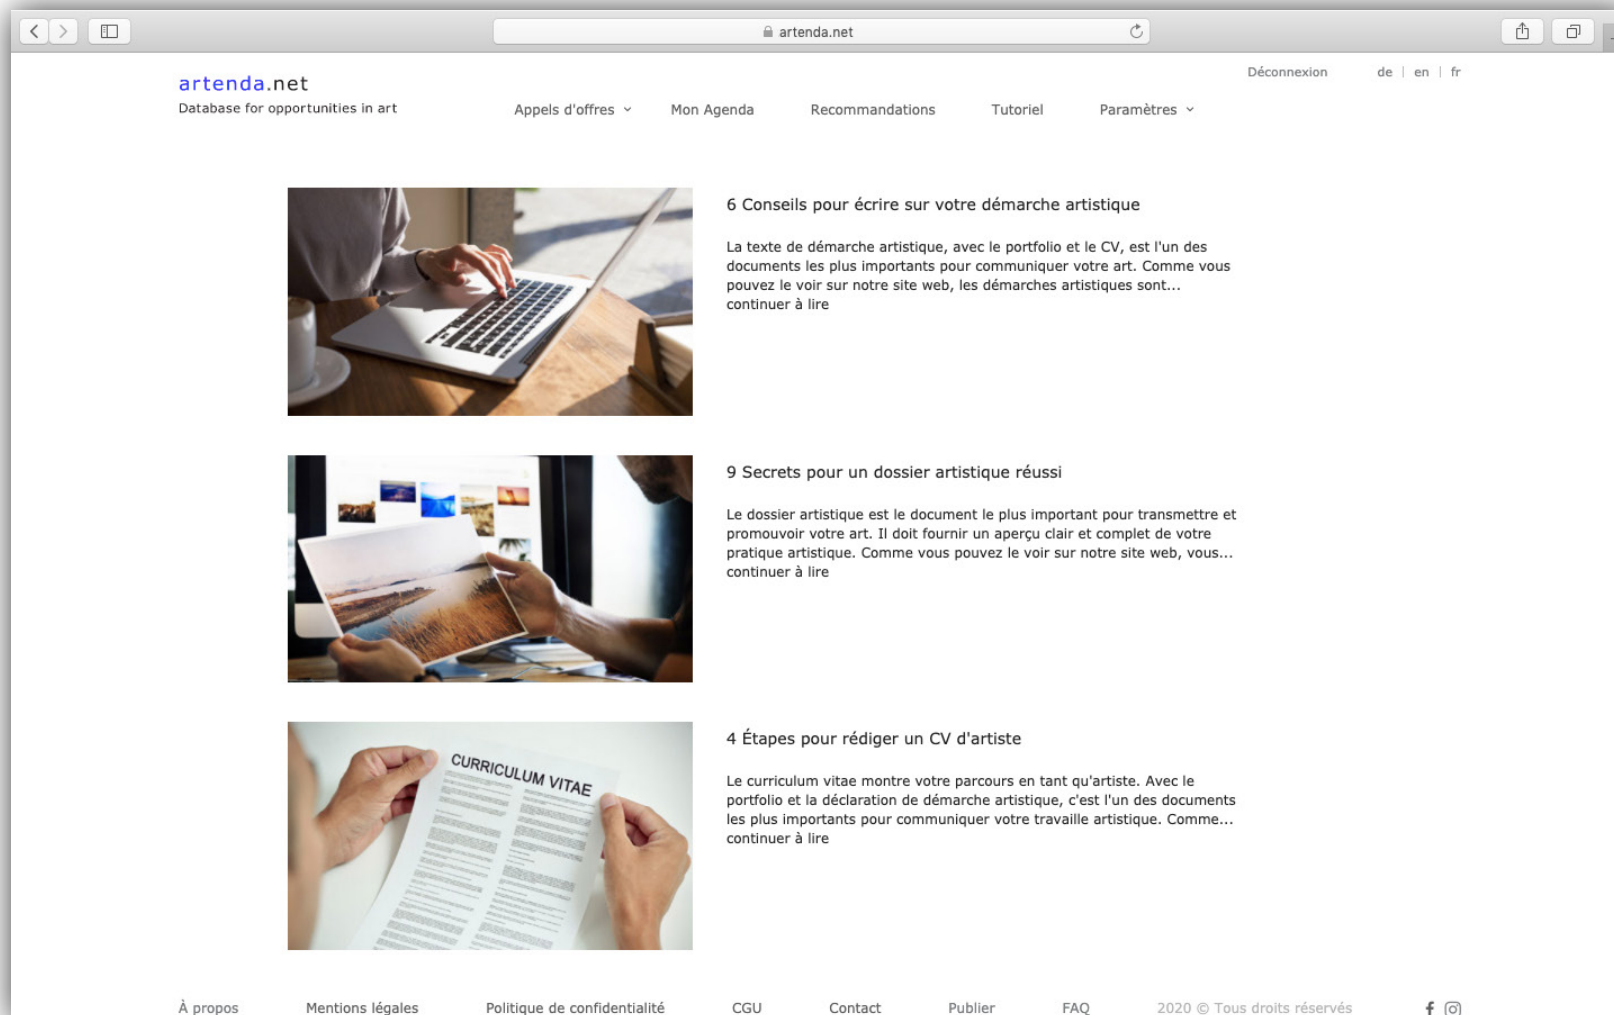 artenda.net
Déconnexion de | en | fr
artenda.net
Database for opportunities in art
Appels d'offres Mon Agenda Recommandations Tutoriel Paramètres
6 Conseils pour écrire sur votre démarche artistique
La texte de démarche artistique, avec le portfolio et le CV, est l'un des
documents les plus importants pour communiquer votre art. Comme vous
pouvez le voir sur notre site web, les démarches artistiques sont...
continuer à lire
9 Secrets pour un dossier artistique réussi
Le dossier artistique est le document le plus important pour transmettre et
promouvoir votre art. Il doit fournir un aperçu clair et complet de votre
pratique artistique. Comme vous pouvez le voir sur notre site web, vous...
continuer à lire
CURRICULUM VITAE
4 Étapes pour rédiger un CV d'artiste
Le curriculum vitae montre votre parcours en tant qu'artiste. Avec le
portfolio et la déclaration de démarche artistique, c'est l'un des documents
les plus importants pour communiquer votre travaille artistique. Comme...
continuer à lire
À propos Mentions légales Politique de confidentialité CGU Contact Publier FAQ 2020 © Tous droits réservés